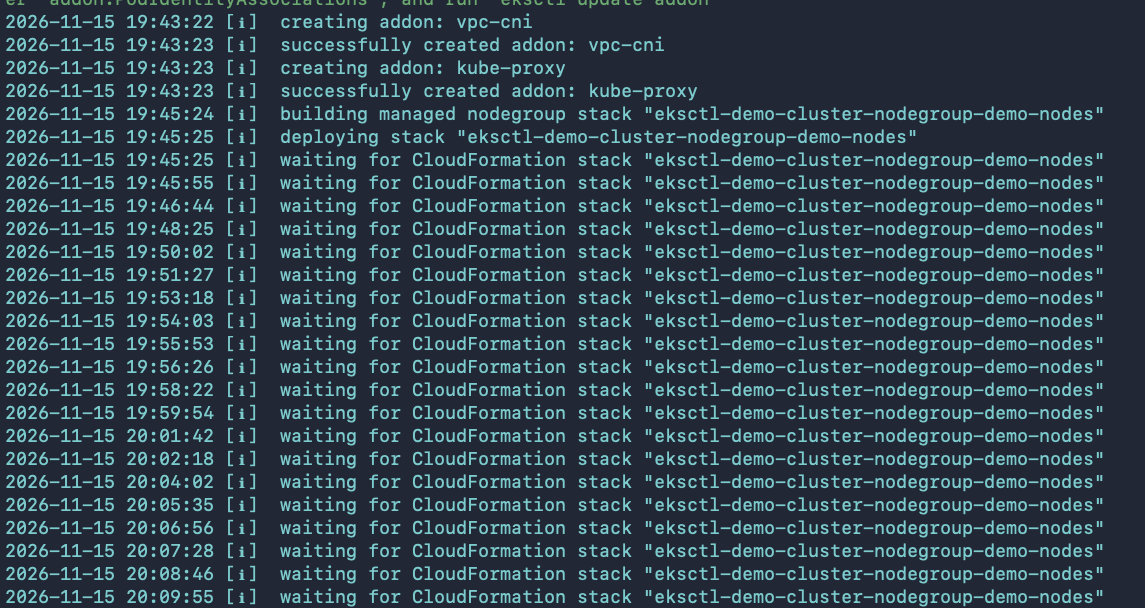 er "addon.PodIdentityAssociations", and run "eksctl update addon"
2026-11-15 19:43:22 [ℹ]  creating addon: vpc-cni
2026-11-15 19:43:23 [ℹ]  successfully created addon: vpc-cni
2026-11-15 19:43:23 [ℹ]  creating addon: kube-proxy
2026-11-15 19:43:23 [ℹ]  successfully created addon: kube-proxy
2026-11-15 19:45:24 [ℹ]  building managed nodegroup stack "eksctl-demo-cluster-nodegroup-demo-nodes"
2026-11-15 19:45:25 [ℹ]  deploying stack "eksctl-demo-cluster-nodegroup-demo-nodes"
2026-11-15 19:45:25 [ℹ]  waiting for CloudFormation stack "eksctl-demo-cluster-nodegroup-demo-nodes"
2026-11-15 19:45:55 [ℹ]  waiting for CloudFormation stack "eksctl-demo-cluster-nodegroup-demo-nodes"
2026-11-15 19:46:44 [ℹ]  waiting for CloudFormation stack "eksctl-demo-cluster-nodegroup-demo-nodes"
2026-11-15 19:48:25 [ℹ]  waiting for CloudFormation stack "eksctl-demo-cluster-nodegroup-demo-nodes"
2026-11-15 19:50:02 [ℹ]  waiting for CloudFormation stack "eksctl-demo-cluster-nodegroup-demo-nodes"
2026-11-15 19:51:27 [ℹ]  waiting for CloudFormation stack "eksctl-demo-cluster-nodegroup-demo-nodes"
2026-11-15 19:53:18 [ℹ]  waiting for CloudFormation stack "eksctl-demo-cluster-nodegroup-demo-nodes"
2026-11-15 19:54:03 [ℹ]  waiting for CloudFormation stack "eksctl-demo-cluster-nodegroup-demo-nodes"
2026-11-15 19:55:53 [ℹ]  waiting for CloudFormation stack "eksctl-demo-cluster-nodegroup-demo-nodes"
2026-11-15 19:56:26 [ℹ]  waiting for CloudFormation stack "eksctl-demo-cluster-nodegroup-demo-nodes"
2026-11-15 19:58:22 [ℹ]  waiting for CloudFormation stack "eksctl-demo-cluster-nodegroup-demo-nodes"
2026-11-15 19:59:54 [ℹ]  waiting for CloudFormation stack "eksctl-demo-cluster-nodegroup-demo-nodes"
2026-11-15 20:01:42 [ℹ]  waiting for CloudFormation stack "eksctl-demo-cluster-nodegroup-demo-nodes"
2026-11-15 20:02:18 [ℹ]  waiting for CloudFormation stack "eksctl-demo-cluster-nodegroup-demo-nodes"
2026-11-15 20:04:02 [ℹ]  waiting for CloudFormation stack "eksctl-demo-cluster-nodegroup-demo-nodes"
2026-11-15 20:05:35 [ℹ]  waiting for CloudFormation stack "eksctl-demo-cluster-nodegroup-demo-nodes"
2026-11-15 20:06:56 [ℹ]  waiting for CloudFormation stack "eksctl-demo-cluster-nodegroup-demo-nodes"
2026-11-15 20:07:28 [ℹ]  waiting for CloudFormation stack "eksctl-demo-cluster-nodegroup-demo-nodes"
2026-11-15 20:08:46 [ℹ]  waiting for CloudFormation stack "eksctl-demo-cluster-nodegroup-demo-nodes"
2026-11-15 20:09:55 [ℹ]  waiting for CloudFormation stack "eksctl-demo-cluster-nodegroup-demo-nodes"